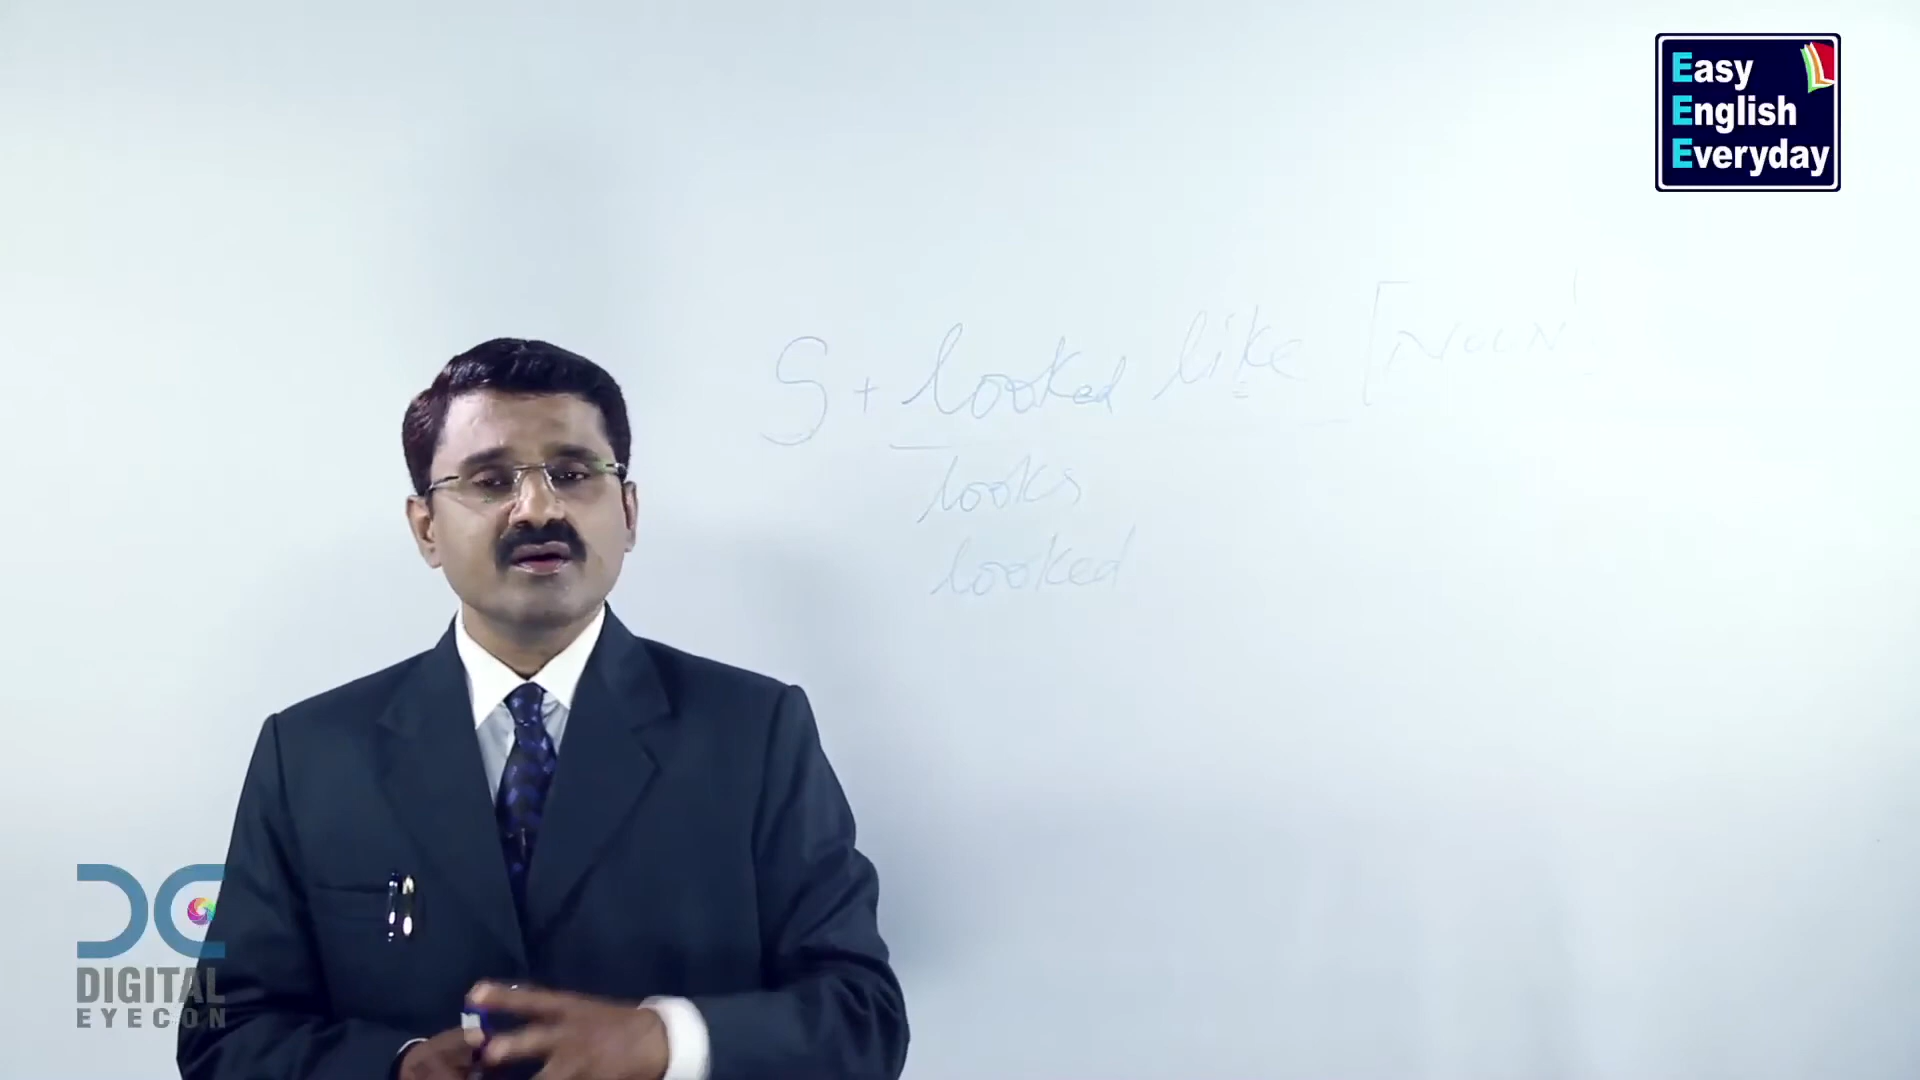 Easy
English
Everyday
S + looked like [Noun]
looks
looked
DIGITAL
EYECON